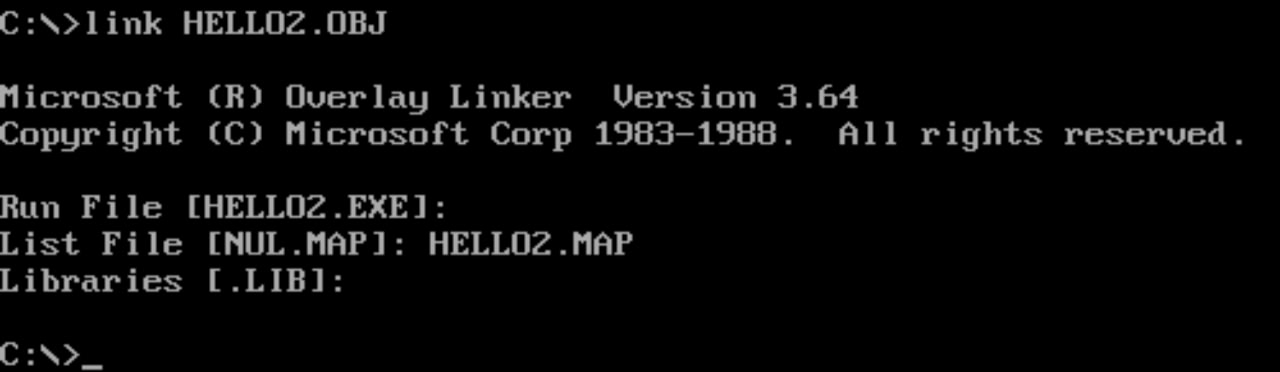 C:\>link HELLO2.OBJ
Microsoft (R) Overlay Linker  Version 3.64
Copyright (C) Microsoft Corp 1983-1988.  All rights reserved.
Run File [HELLO2.EXE]:
List File [NUL.MAP]: HELLO2.MAP
Libraries [.LIB]:
C:\>_